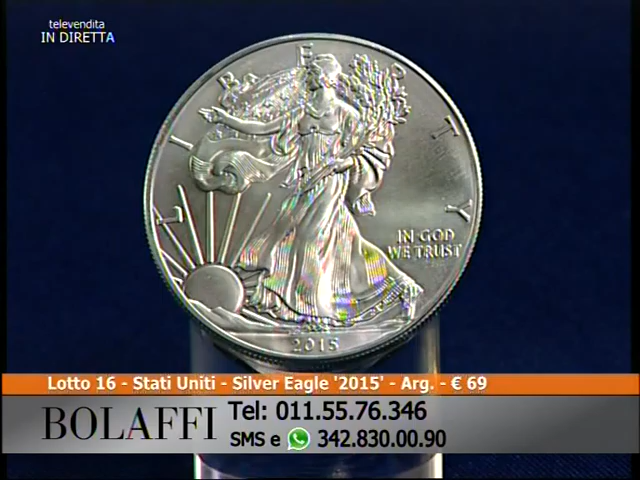 televendita
IN DIRETTA
LIBERTY
IN GOD
WE TRUST
2015
Lotto 16 - Stati Uniti - Silver Eagle '2015' - Arg. - € 69
BOLAFFI
Tel: 011.55.76.346
SMS e 342.830.00.90